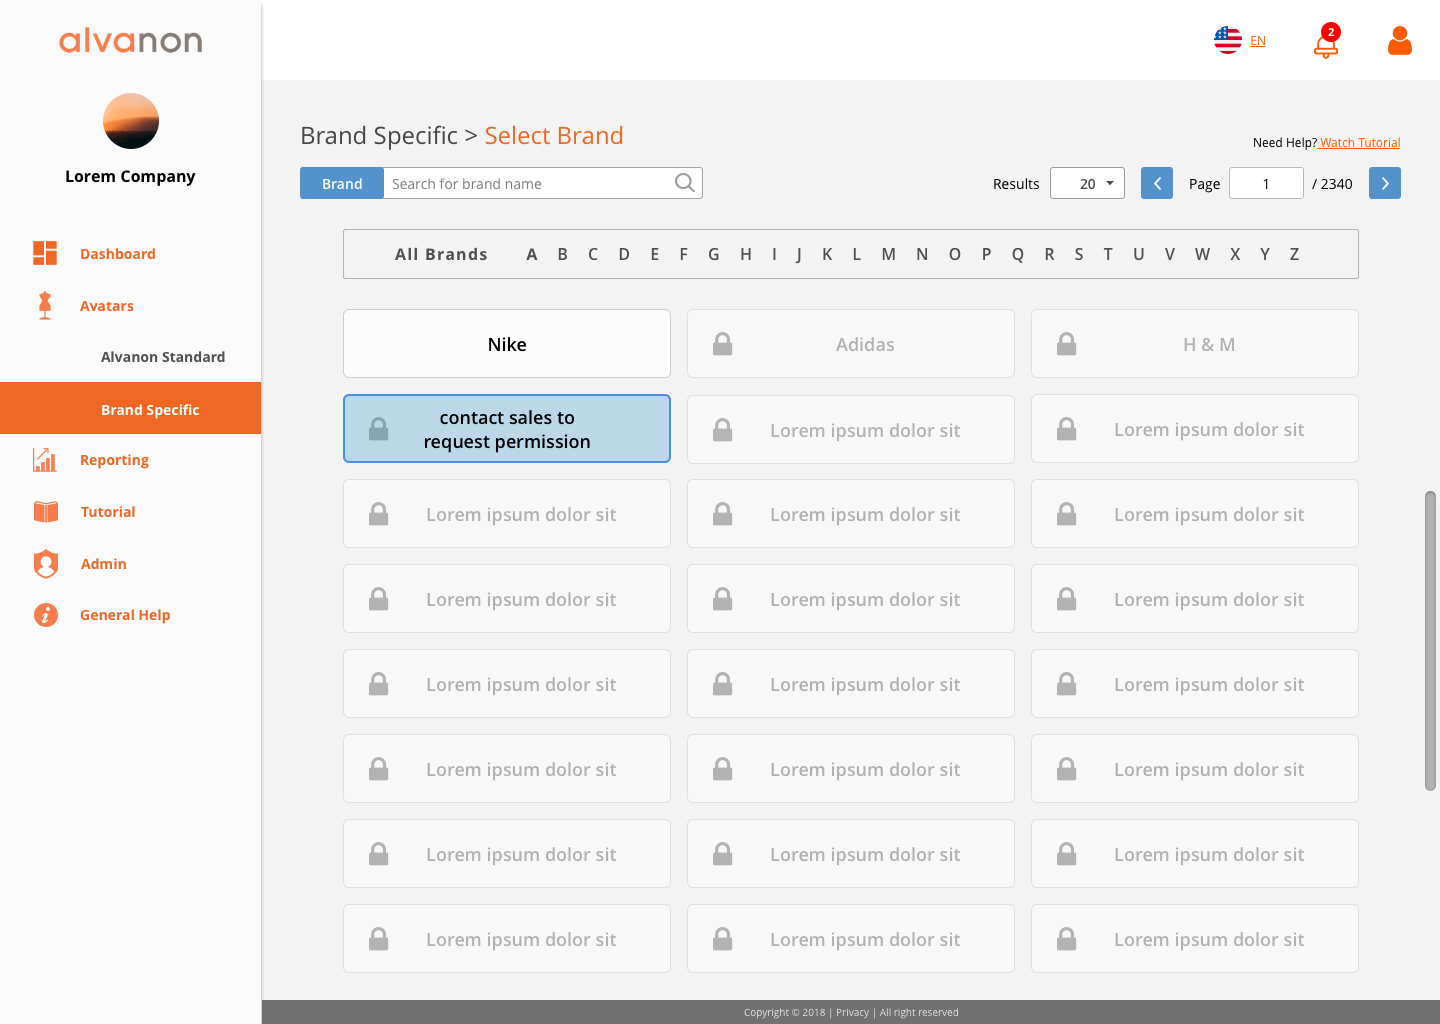 alvanon
Lorem Company
Dashboard
Avatars
Alvanon Standard
Brand Specific
Reporting
Tutorial
Admin
General Help
EN
2
Brand Specific > Select Brand
Need Help? Watch Tutorial
Brand Search for brand name
Results 20 Page 1 / 2340
All Brands A B C D E F G H I J K L M N O P Q R S T U V W X Y Z
Nike Adidas H & M
contact sales to
request permission
Lorem ipsum dolor sit Lorem ipsum dolor sit
Lorem ipsum dolor sit Lorem ipsum dolor sit Lorem ipsum dolor sit
Lorem ipsum dolor sit Lorem ipsum dolor sit Lorem ipsum dolor sit
Lorem ipsum dolor sit Lorem ipsum dolor sit Lorem ipsum dolor sit
Lorem ipsum dolor sit Lorem ipsum dolor sit Lorem ipsum dolor sit
Lorem ipsum dolor sit Lorem ipsum dolor sit Lorem ipsum dolor sit
Lorem ipsum dolor sit Lorem ipsum dolor sit Lorem ipsum dolor sit
Copyright © 2018 | Privacy | All right reserved